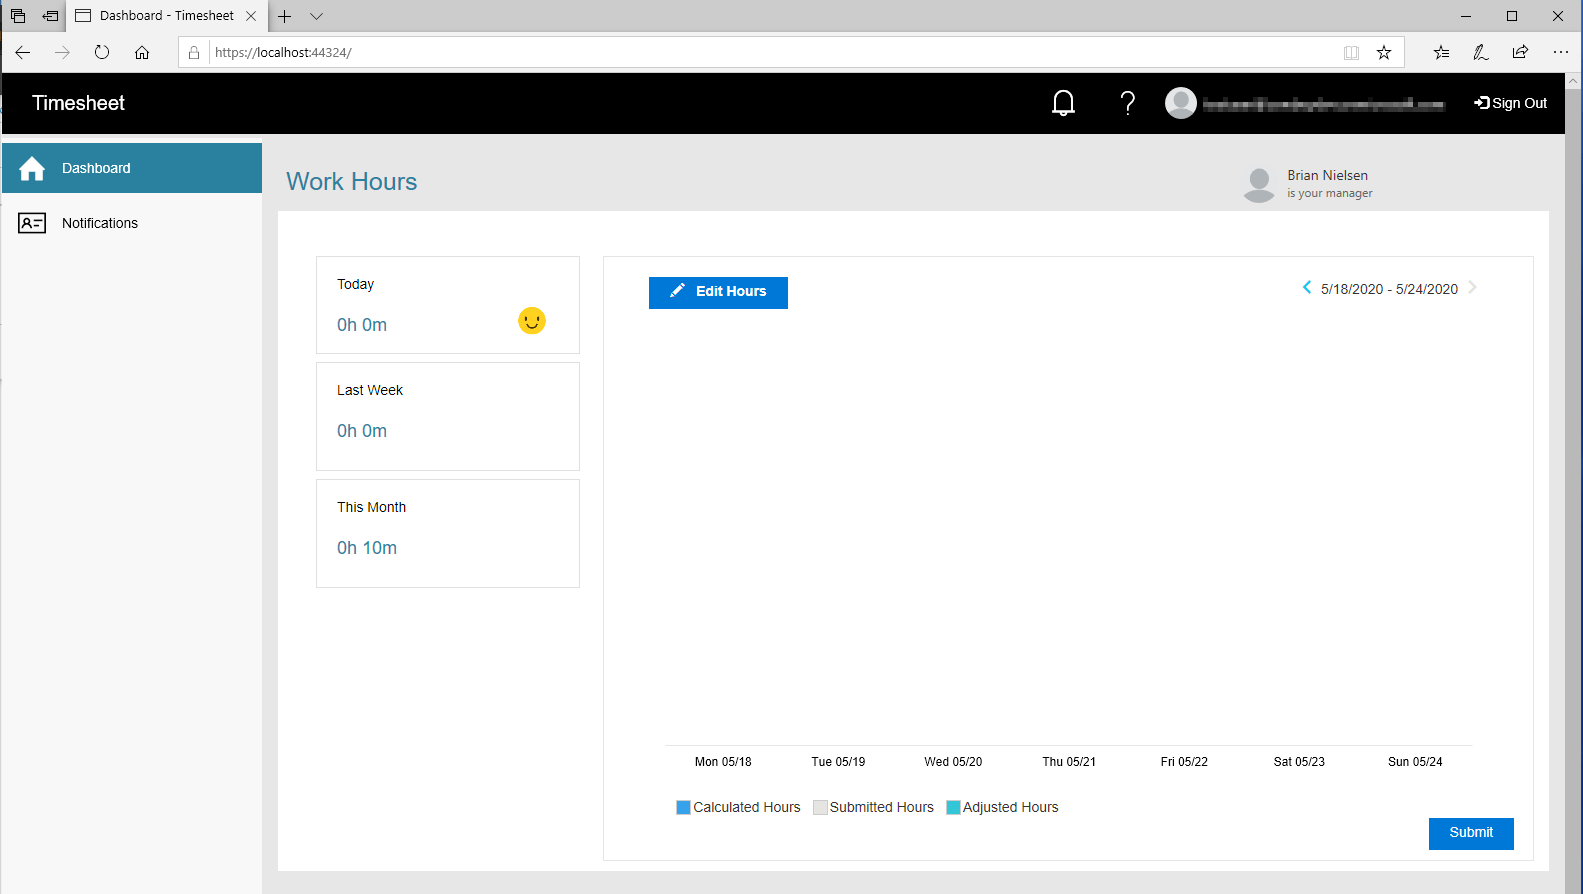 Dashboard - Timesheet
https://localhost:44324/
Timesheet
Sign Out
Dashboard
Notifications
Work Hours
Brian Nielsen
is your manager
Today
0h 0m
Last Week
0h 0m
This Month
0h 10m
Edit Hours
5/18/2020 - 5/24/2020
Mon 05/18 Tue 05/19 Wed 05/20 Thu 05/21 Fri 05/22 Sat 05/23 Sun 05/24
Calculated Hours Submitted Hours Adjusted Hours
Submit